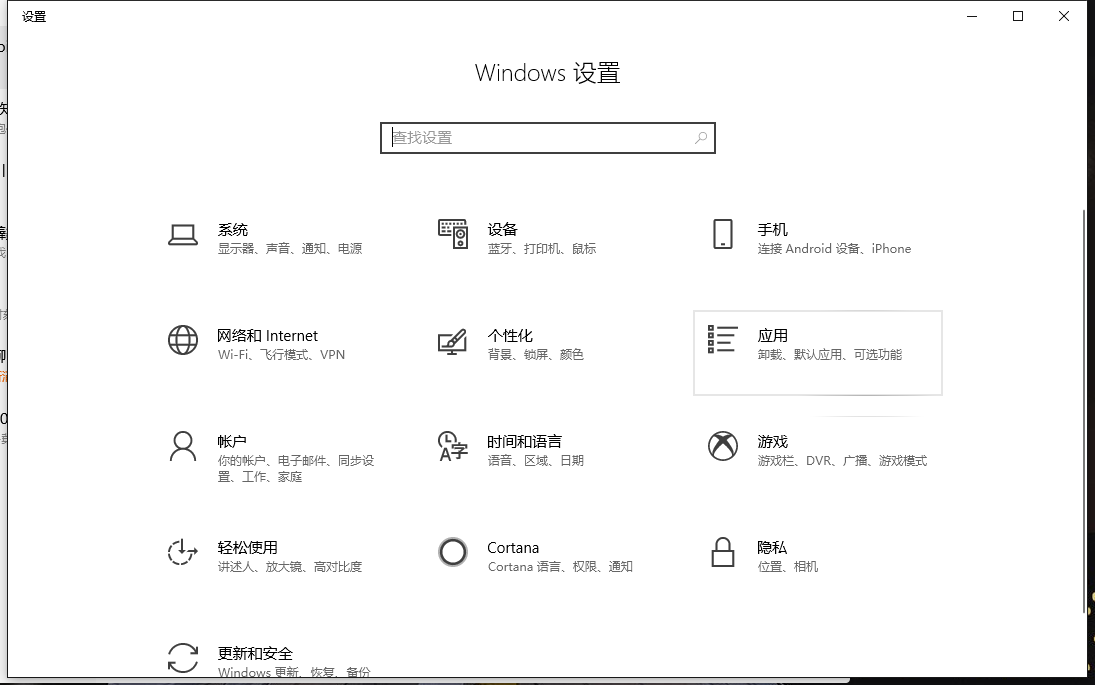 设置
Windows 设置
查找设置
系统
显示器、声音、通知、电源
设备
蓝牙、打印机、鼠标
手机
连接 Android 设备、iPhone
网络和 Internet
Wi-Fi、飞行模式、VPN
个性化
背景、锁屏、颜色
应用
卸载、默认应用、可选功能
帐户
你的帐户、电子邮件、同步设
置、工作、家庭
时间和语言
语音、区域、日期
游戏
游戏栏、DVR、广播、游戏模式
轻松使用
讲述人、放大镜、高对比度
Cortana
Cortana 语言、权限、通知
隐私
位置、相机
更新和安全
Windows 更新、恢复、备份